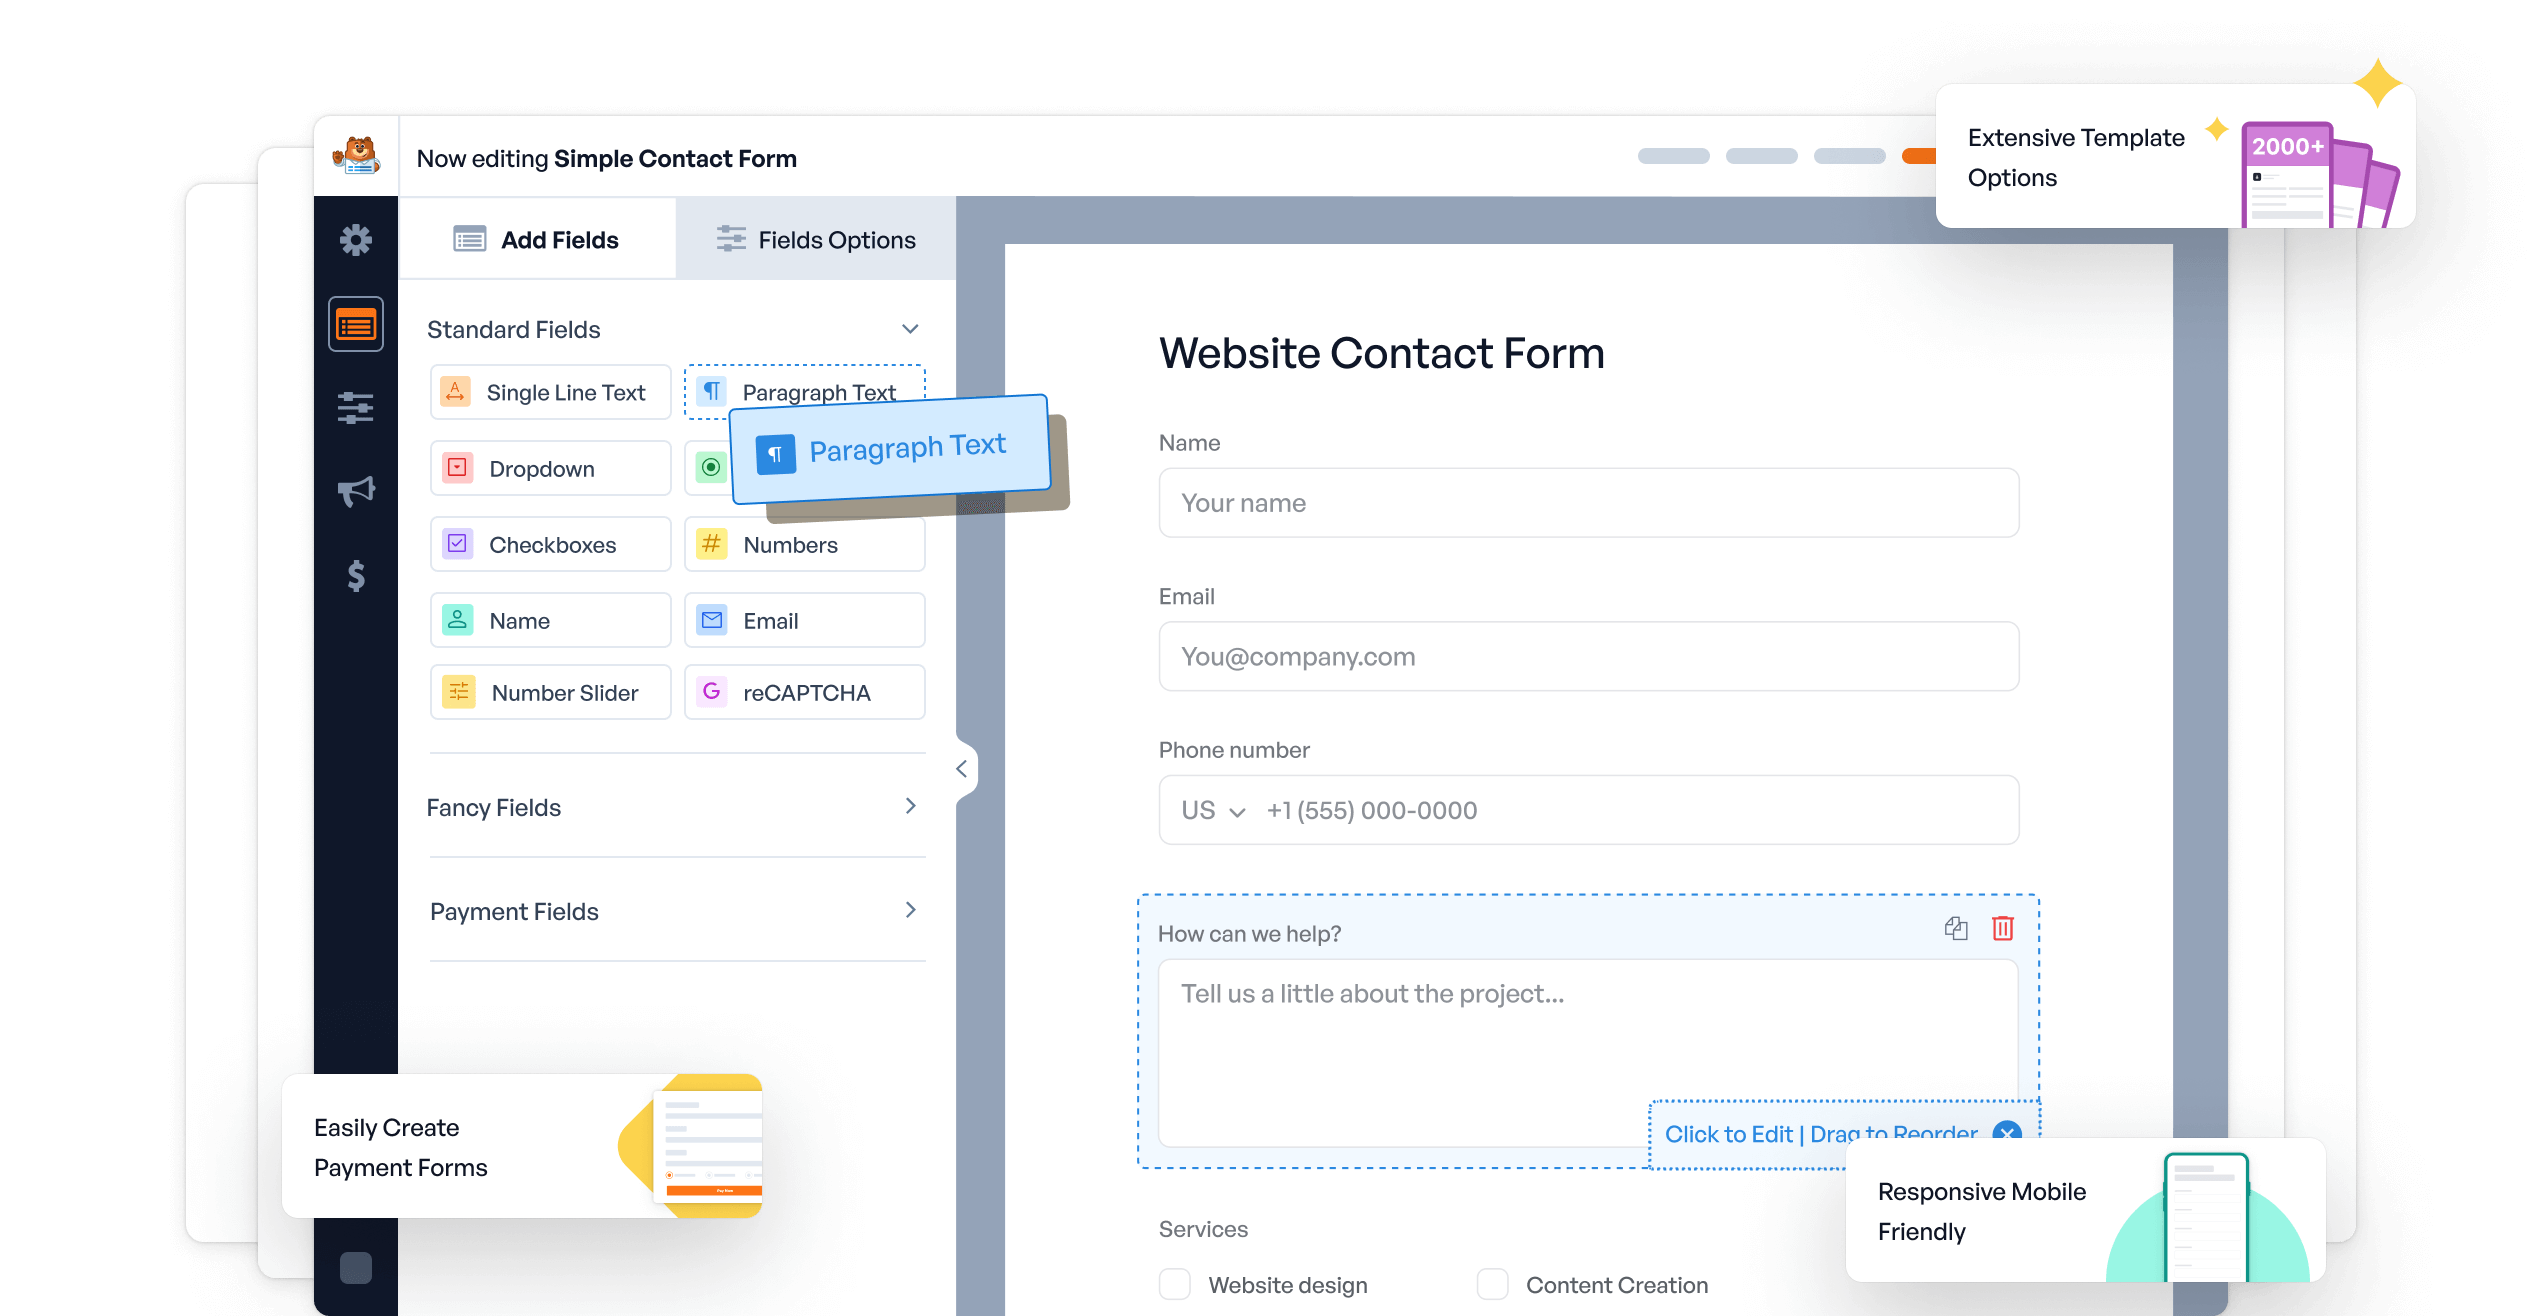 Now editing Simple Contact Form
Extensive Template
Options
2000+
Add Fields
Fields Options
Standard Fields
Single Line Text
Paragraph Text
Paragraph Text
Dropdown
Checkboxes
Numbers
Name
Email
Number Slider
reCAPTCHA
Fancy Fields
Payment Fields
Easily Create
Payment Forms
Pay Now
Website Contact Form
Name
Your name
Email
You@company.com
Phone number
US +1 (555) 000-0000
How can we help?
Tell us a little about the project...
Click to Edit | Drag to Reorder
Services
Website design
Content Creation
Responsive Mobile
Friendly